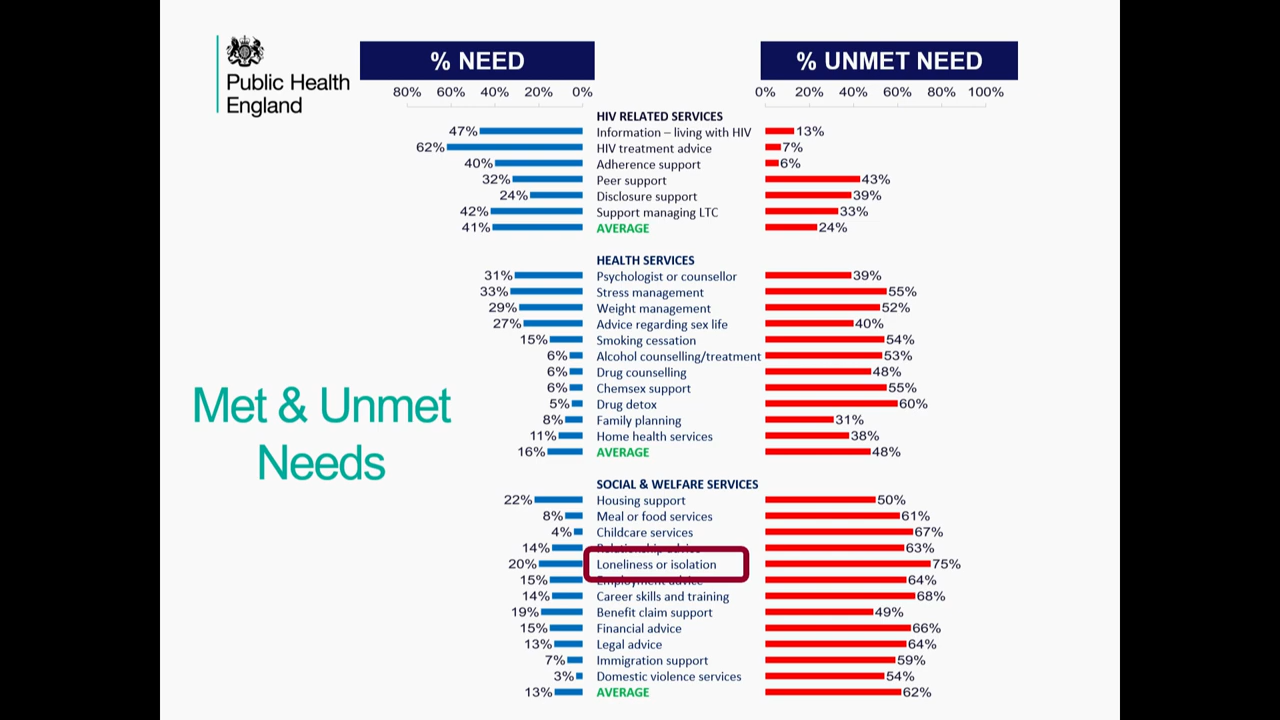 Public Health
England
% NEED
% UNMET NEED
80% 60% 40% 20% 0%
0% 20% 40% 60% 80% 100%
HIV RELATED SERVICES
47% Information – living with HIV 13%
62% HIV treatment advice 7%
40% Adherence support 6%
32% Peer support 43%
24% Disclosure support 39%
42% Support managing LTC 33%
41% AVERAGE 24%
HEALTH SERVICES
31% Psychologist or counsellor 39%
33% Stress management 55%
29% Weight management 52%
27% Advice regarding sex life 40%
15% Smoking cessation 54%
6% Alcohol counselling/treatment 53%
6% Drug counselling 48%
6% Chemsex support 55%
5% Drug detox 60%
8% Family planning 31%
11% Home health services 38%
16% AVERAGE 48%
Met & Unmet
Needs
SOCIAL & WELFARE SERVICES
22% Housing support 50%
8% Meal or food services 61%
4% Childcare services 67%
14% Relationship advice 63%
20% Loneliness or isolation 75%
15% Employment advice 64%
14% Career skills and training 68%
19% Benefit claim support 49%
15% Financial advice 66%
13% Legal advice 64%
7% Immigration support 59%
3% Domestic violence services 54%
13% AVERAGE 62%